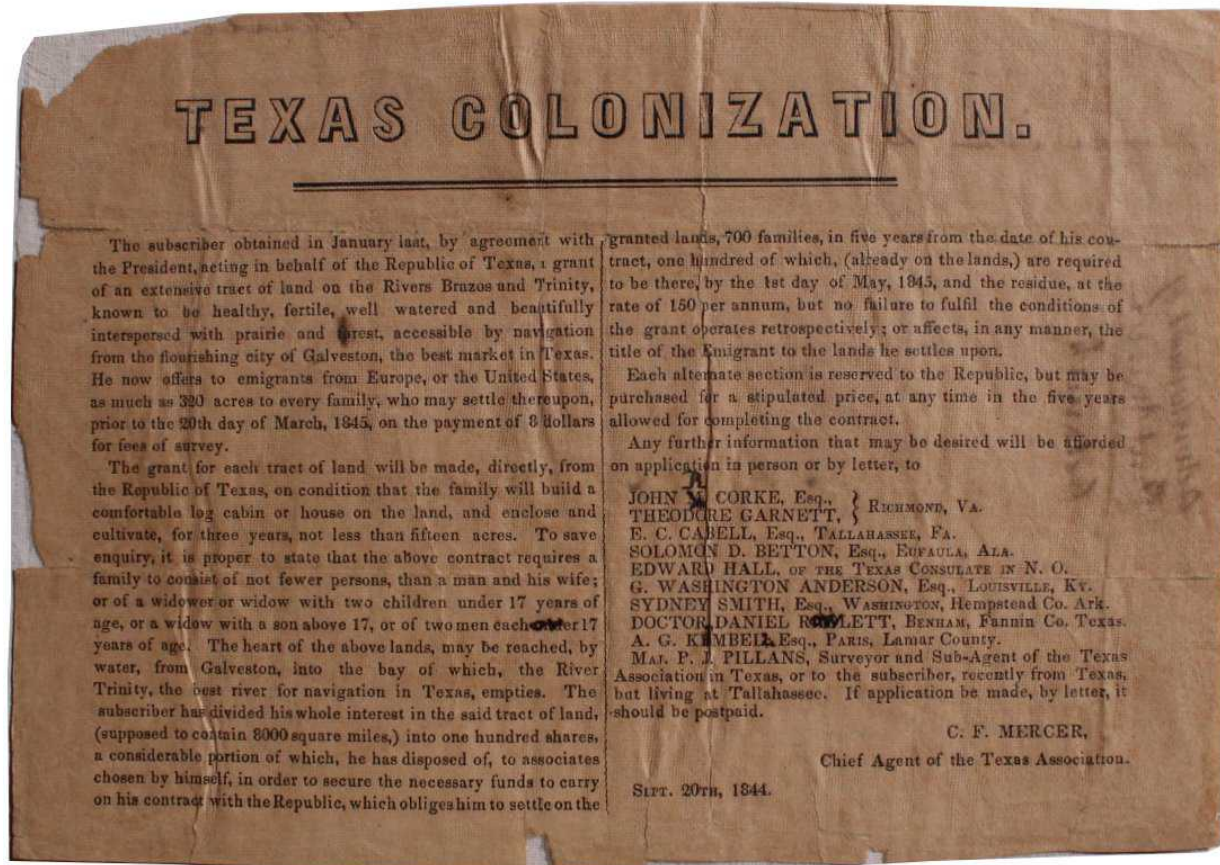 TEXAS COLONIZATION.
The subscriber obtained in January last, by agreement with
the President, acting in behalf of the Republic of Texas, a grant
of an extensive tract of land on the Rivers Brazos and Trinity,
known to be healthy, fertile, well watered and beautifully
interspersed with prairie and forest, accessible by navigation
from the flourishing city of Galveston, the best market in Texas.
He now offers to emigrants from Europe, or the United States,
as much as 320 acres to every family, who may settle thereupon,
prior to the 20th day of March, 1845, on the payment of 8 dollars
for fees of survey.
The grant for each tract of land will be made, directly, from
the Republic of Texas, on condition that the family will build a
comfortable log cabin or house on the land, and enclose and
cultivate, for three years, not less than fifteen acres. To save
enquiry, it is proper to state that the above contract requires a
family to consist of not fewer persons, than a man and his wife;
or of a widower or widow with two children under 17 years of
age, or a widow with a son above 17, or of two men each 17
years of age. The heart of the above lands, may be reached, by
water, from Galveston, into the bay of which, the River
Trinity, the best river for navigation in Texas, empties. The
subscriber has divided his whole interest in the said tract of land,
(supposed to contain 8000 square miles,) into one hundred shares,
a considerable portion of which, he has disposed of, to associates
chosen by himself, in order to secure the necessary funds to carry
on his contract with the Republic, which obliges him to settle on the
granted lands, 700 families, in five years from the date of his con-
tract, one hundred of which, (already on the lands,) are required
to be there, by the 1st day of May, 1845, and the residue, at the
rate of 150 per annum, but no failure to fulfil the conditions of
the grant operates retrospectively; or affects, in any manner, the
title of the Emigrant to the lands he settles upon.
Each alternate section is reserved to the Republic, but may be
purchased for a stipulated price, at any time in the five years
allowed for completing the contract.
Any further information that may be desired will be afforded
on application in person or by letter, to
JOHN CORKE, Esq.,
THEODORE GARNETT, } RICHMOND, VA.
E. C. CABELL, Esq., TALLAHASSEE, FA.
SOLOMON D. BETTON, Esq., EUFAULA, ALA.
EDWARD HALL, OF THE TEXAS CONSULATE IN N. O.
G. WASHINGTON ANDERSON, Esq., LOUISVILLE, KY.
SYDNEY SMITH, Esq., WASHINGTON, Hempstead Co. Ark.
DOCTOR DANIEL ROWLETT, BENHAM, Fannin Co. Texas.
A. G. KIMBELL, Esq., PARIS, Lamar County.
MAJ. P. J. PILLANS, Surveyor and Sub-Agent of the Texas
Association in Texas, or to the subscriber, recently from Texas,
but living at Tallahassee. If application be made, by letter, it
should be postpaid.
C. F. MERCER,
Chief Agent of the Texas Association.
SEPT. 20TH, 1844.